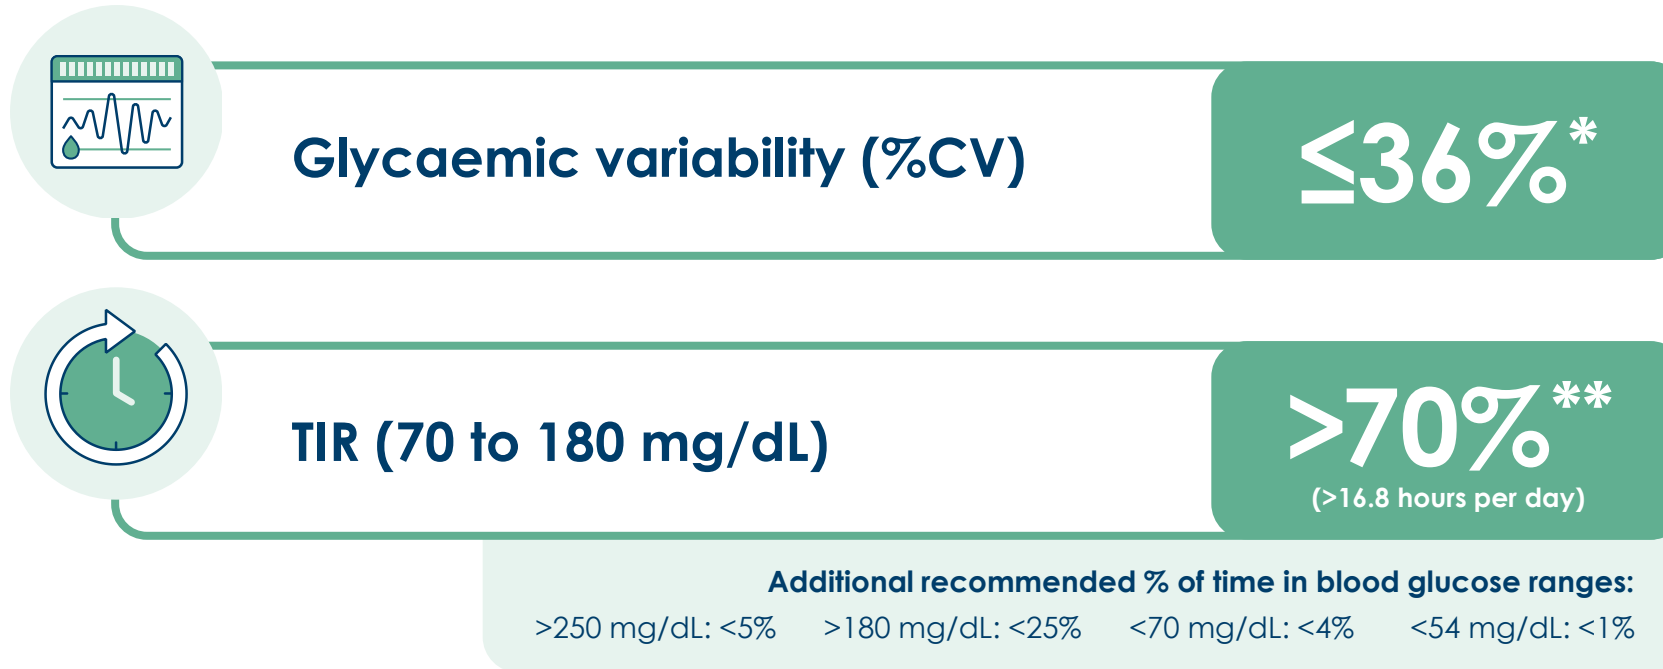 Glycaemic variability (%CV)
≤36%*
TIR (70 to 180 mg/dL)
>70%**
(>16.8 hours per day)
Additional recommended % of time in blood glucose ranges:
>250 mg/dL: <5% >180 mg/dL: <25% <70 mg/dL: <4% <54 mg/dL: <1%